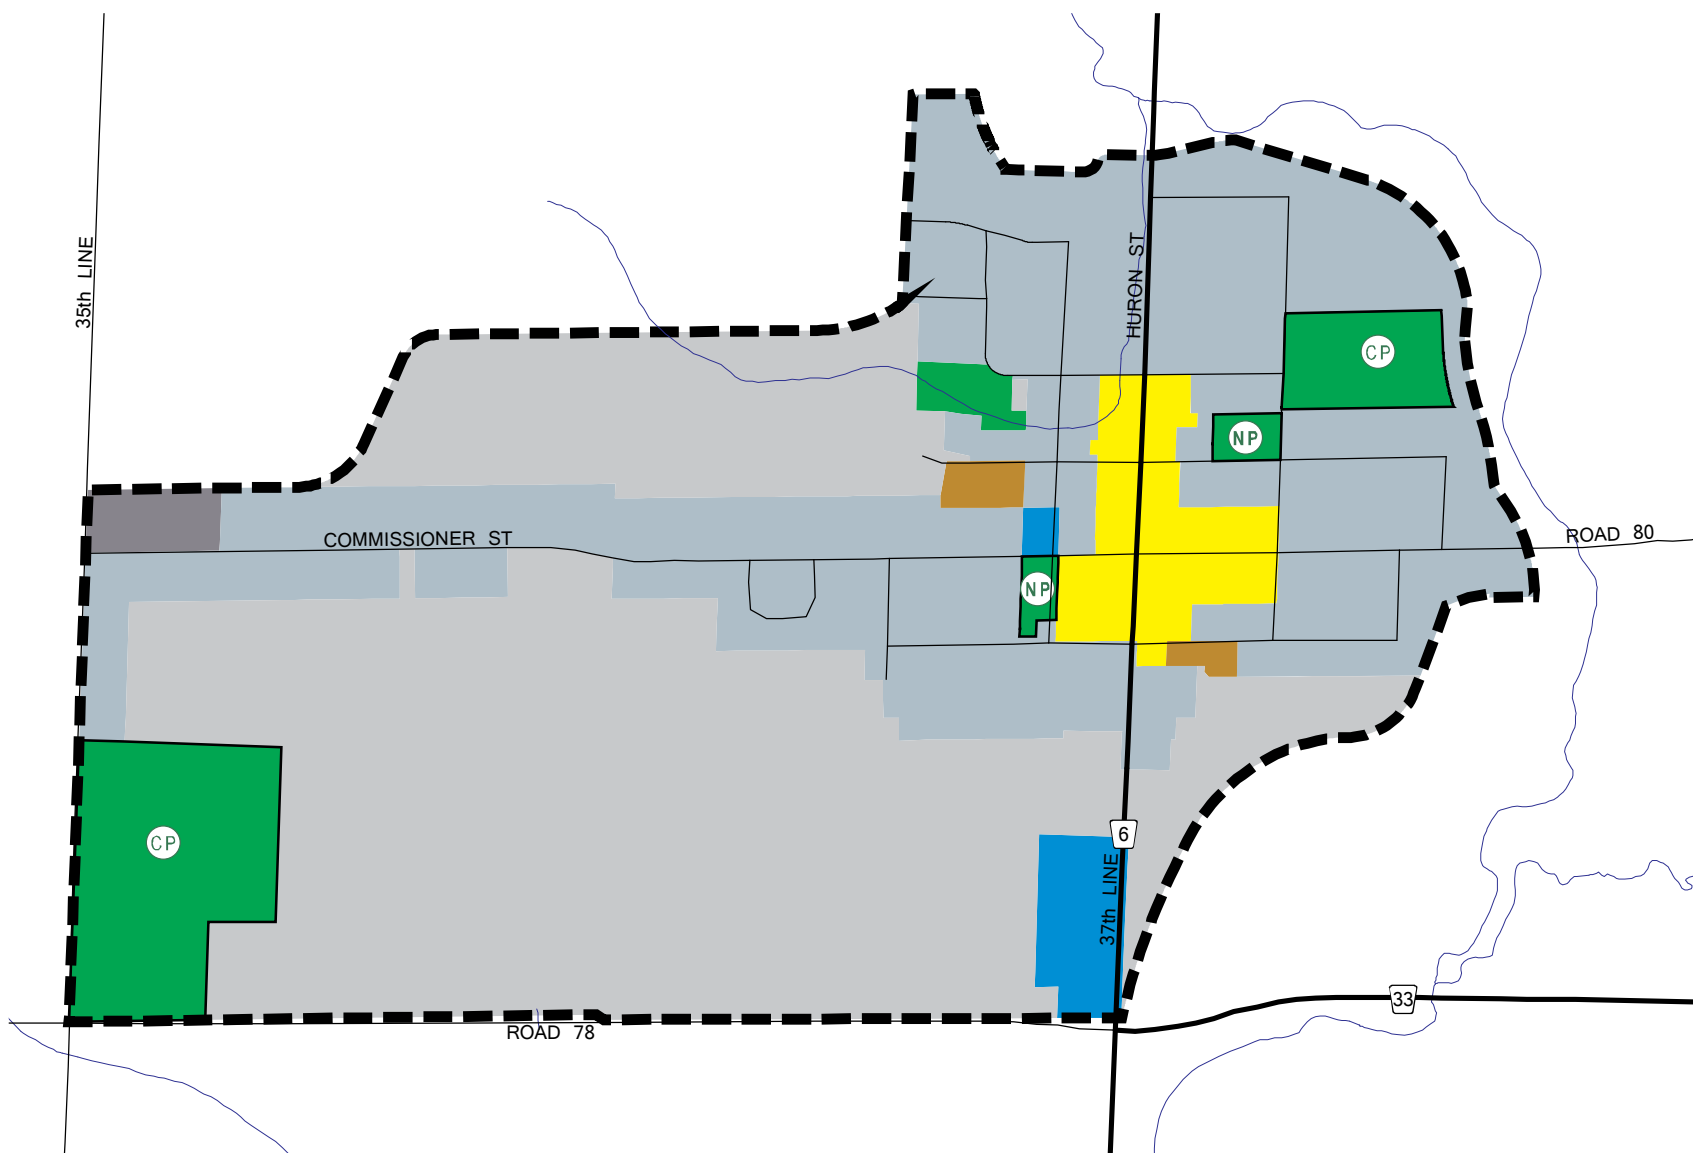 35th LINE
HURON ST
CP
NP
COMMISSIONER ST
ROAD 80
NP
6
CP
37th LINE
33
ROAD 78